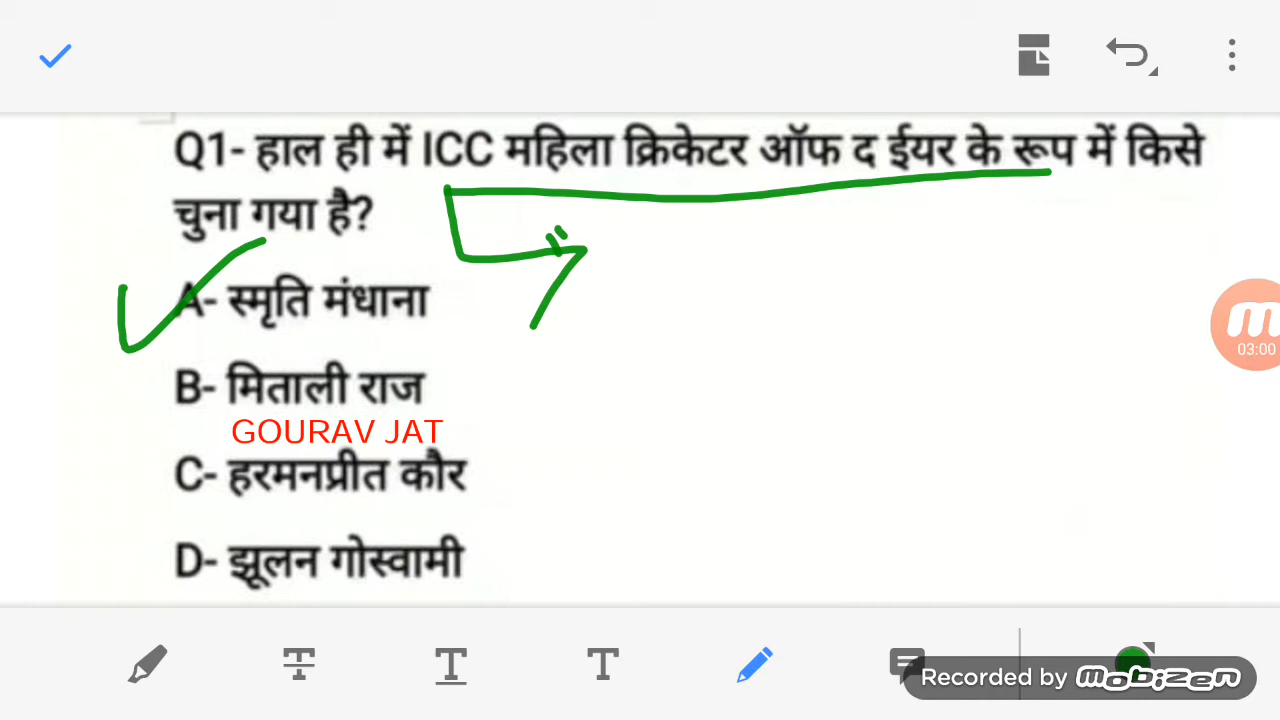 Q1- हाल ही में ICC महिला क्रिकेटर ऑफ द ईयर के रूप में किसे
चुना गया है?
A- स्मृति मंधाना
B- मिताली राज
GOURAV JAT
C- हरमनप्रीत कौर
D- झूलन गोस्वामी
03:00
T T T
Recorded by mobizen